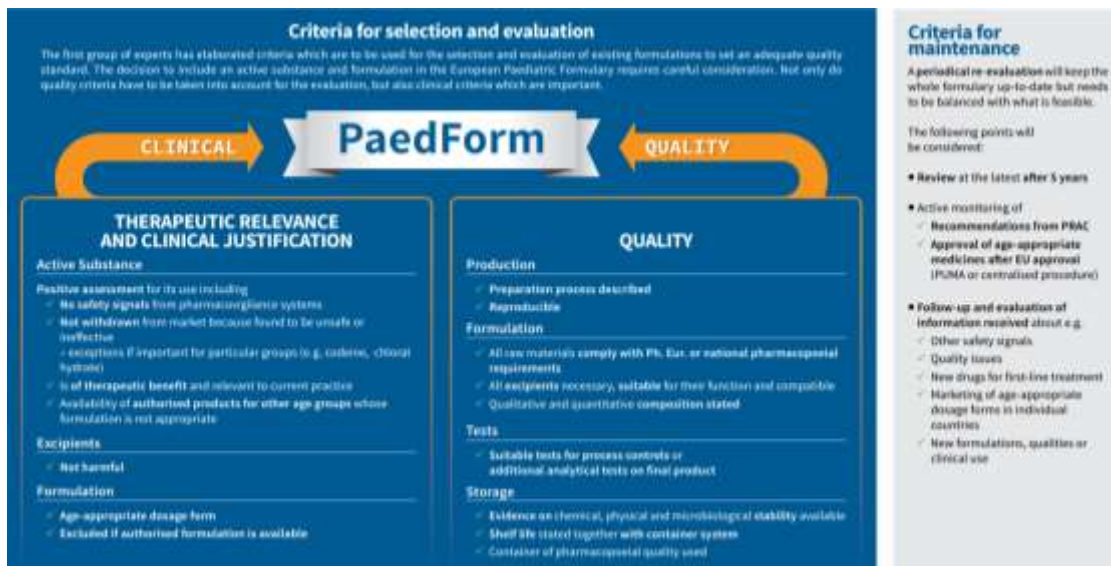 Criteria for selection and evaluation
The first group of experts has elaborated criteria which are to be used for the selection and evaluation of existing formulations to set an adequate quality
standard. The decision to include an active substance and formulation in the European Paediatric Formulary requires careful consideration. Not only do
quality criteria have to be taken into account for the evaluation, but also clinical criteria which are important.
CLINICAL
PaedForm
QUALITY
THERAPEUTIC RELEVANCE
AND CLINICAL JUSTIFICATION
Active Substance
Positive assessment for its use including
✓ No safety signals from pharmacovigilance systems
✓ Not withdrawn from market because found to be unsafe or
ineffective
- exceptions if important for particular groups (e.g. codeine, chloral
hydrate)
✓ Is of therapeutic benefit and relevant to current practice
✓ Availability of authorised products for other age groups whose
formulation is not appropriate
Excipients
✓ Not harmful
Formulation
✓ Age-appropriate dosage form
✓ Excluded if authorised formulation is available
QUALITY
Production
✓ Preparation process described
✓ Reproducible
Formulation
✓ All raw materials comply with Ph. Eur. or national pharmacopoeial
requirements
✓ All excipients necessary, suitable for their function and compatible
✓ Qualitative and quantitative composition stated
Tests
✓ Suitable tests for process controls or
additional analytical tests on final product
Storage
✓ Evidence on chemical, physical and microbiological stability available
✓ Shelf life stated together with container system
✓ Container of pharmacopoeial quality used
Criteria for
maintenance
A periodical re-evaluation will keep the
whole formulary up-to-date but needs
to be balanced with what is feasible.
The following points will
be considered:
• Review at the latest after 5 years
• Active monitoring of
✓ Recommendations from PRAC
✓ Approval of age-appropriate
medicines after EU approval
(PUMA or centralised procedure)
• Follow-up and evaluation of
information received about e.g.
✓ Other safety signals
✓ Quality issues
✓ New drugs for first-line treatment
✓ Marketing of age-appropriate
dosage forms in individual
countries
✓ New formulations, qualities or
clinical use